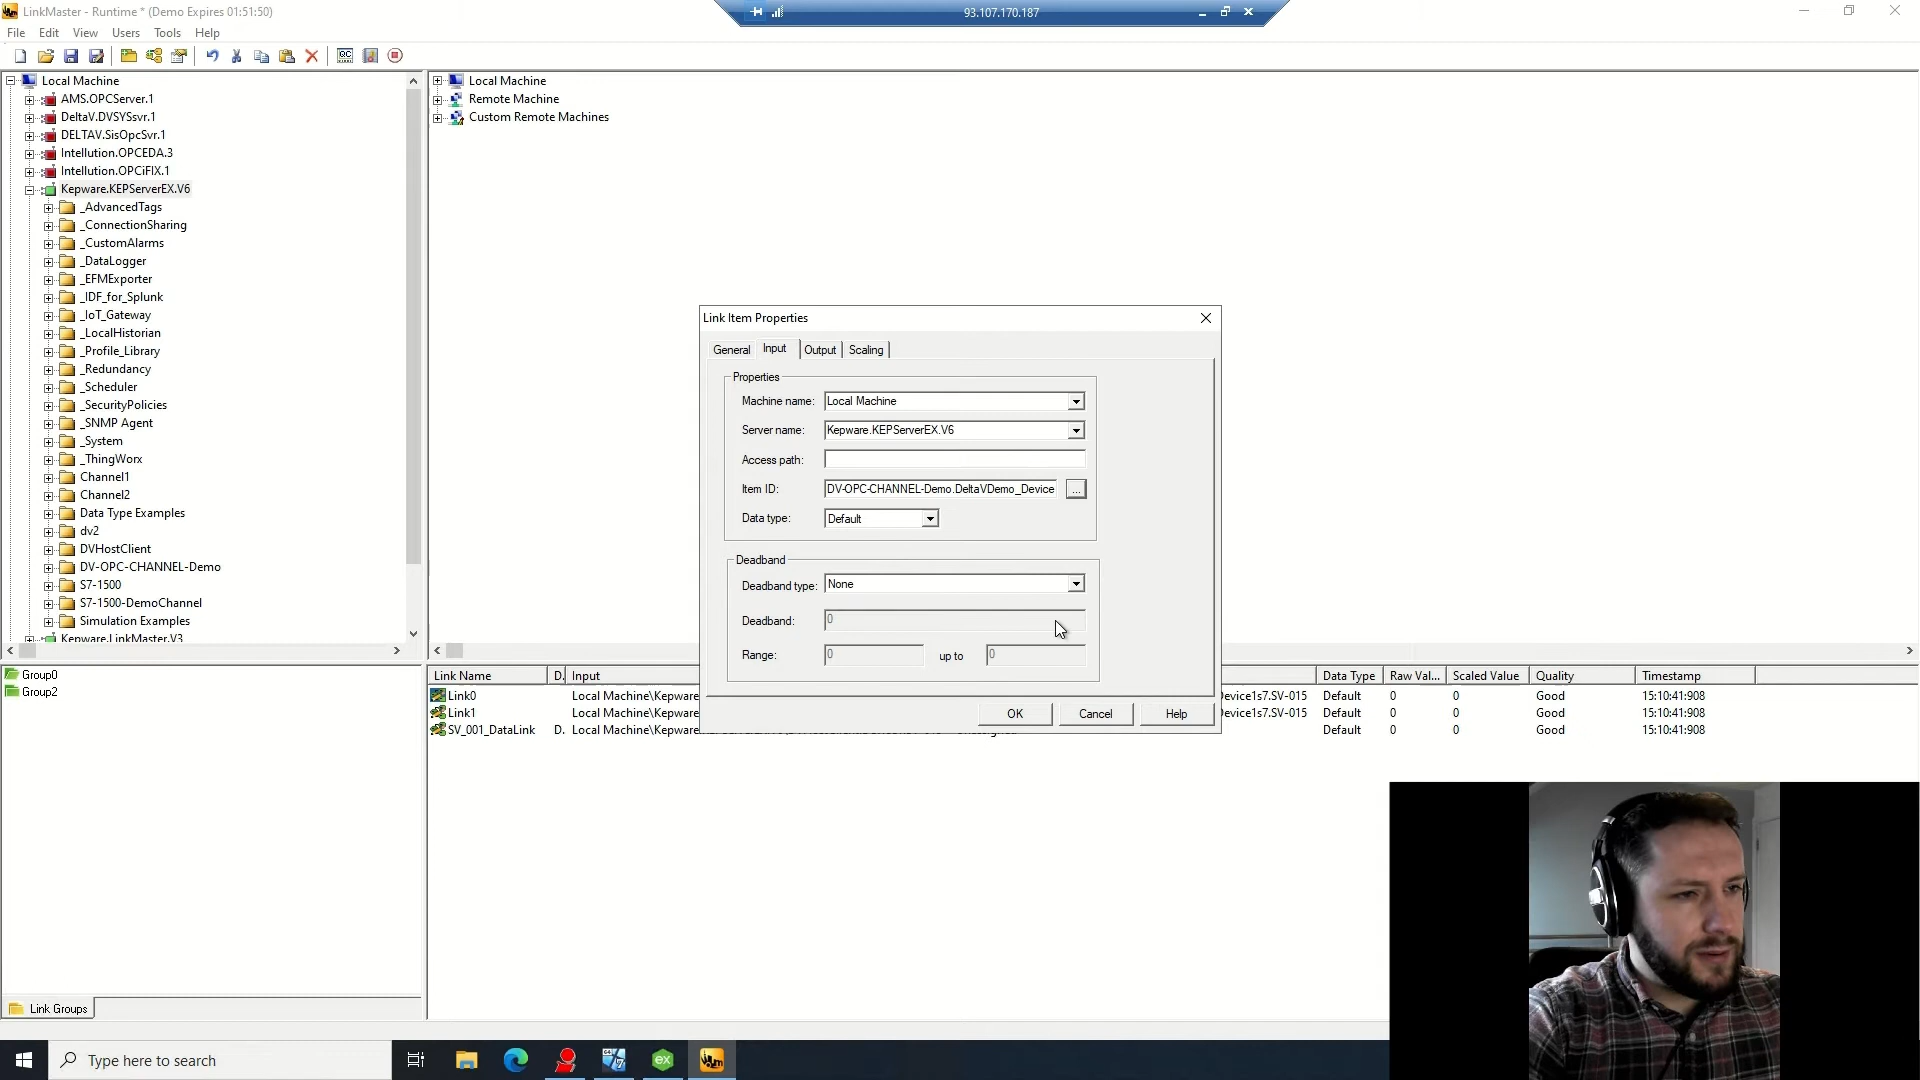 LinkMaster - Runtime * (Demo Expires 01:51:50)
93.107.170.187
File Edit View Users Tools Help
Local Machine
AMS.OPCServer.1
DeltaV.DVSYSsvr.1
DELTAV.SisOpcSvr.1
Intellution.OPCEDA.3
Intellution.OPCiFIX.1
Kepware.KEPServerEX.V6
_AdvancedTags
_ConnectionSharing
_CustomAlarms
_DataLogger
_EFMExporter
_IDF_for_Splunk
_IoT_Gateway
_LocalHistorian
_Profile_Library
_Redundancy
_Scheduler
_SecurityPolicies
_SNMP Agent
_System
_ThingWorx
Channel1
Channel2
Data Type Examples
dv2
DVHostClient
DV-OPC-CHANNEL-Demo
S7-1500
S7-1500-DemoChannel
Simulation Examples
Kepware.LinkMaster.V3
Local Machine
Remote Machine
Custom Remote Machines
Link Item Properties
General Input Output Scaling
Properties
Machine name: Local Machine
Server name: Kepware.KEPServerEX.V6
Access path:
Item ID: DV-OPC-CHANNEL-Demo.DeltaVDemo_Device ...
Data type: Default
Deadband
Deadband type: None
Deadband: 0
Range: 0 up to 0
OK Cancel Help
Group0
Group2
Link Groups
Link Name D. Input Data Type Raw Val... Scaled Value Quality Timestamp
Link0 Local Machine\Kepware Device1s7.SV-015 Default 0 0 Good 15:10:41:908
Link1 Local Machine\Kepware Device1s7.SV-015 Default 0 0 Good 15:10:41:908
SV_001_DataLink D. Local Machine\Kepware Default 0 0 Good 15:10:41:908
Type here to search
ex